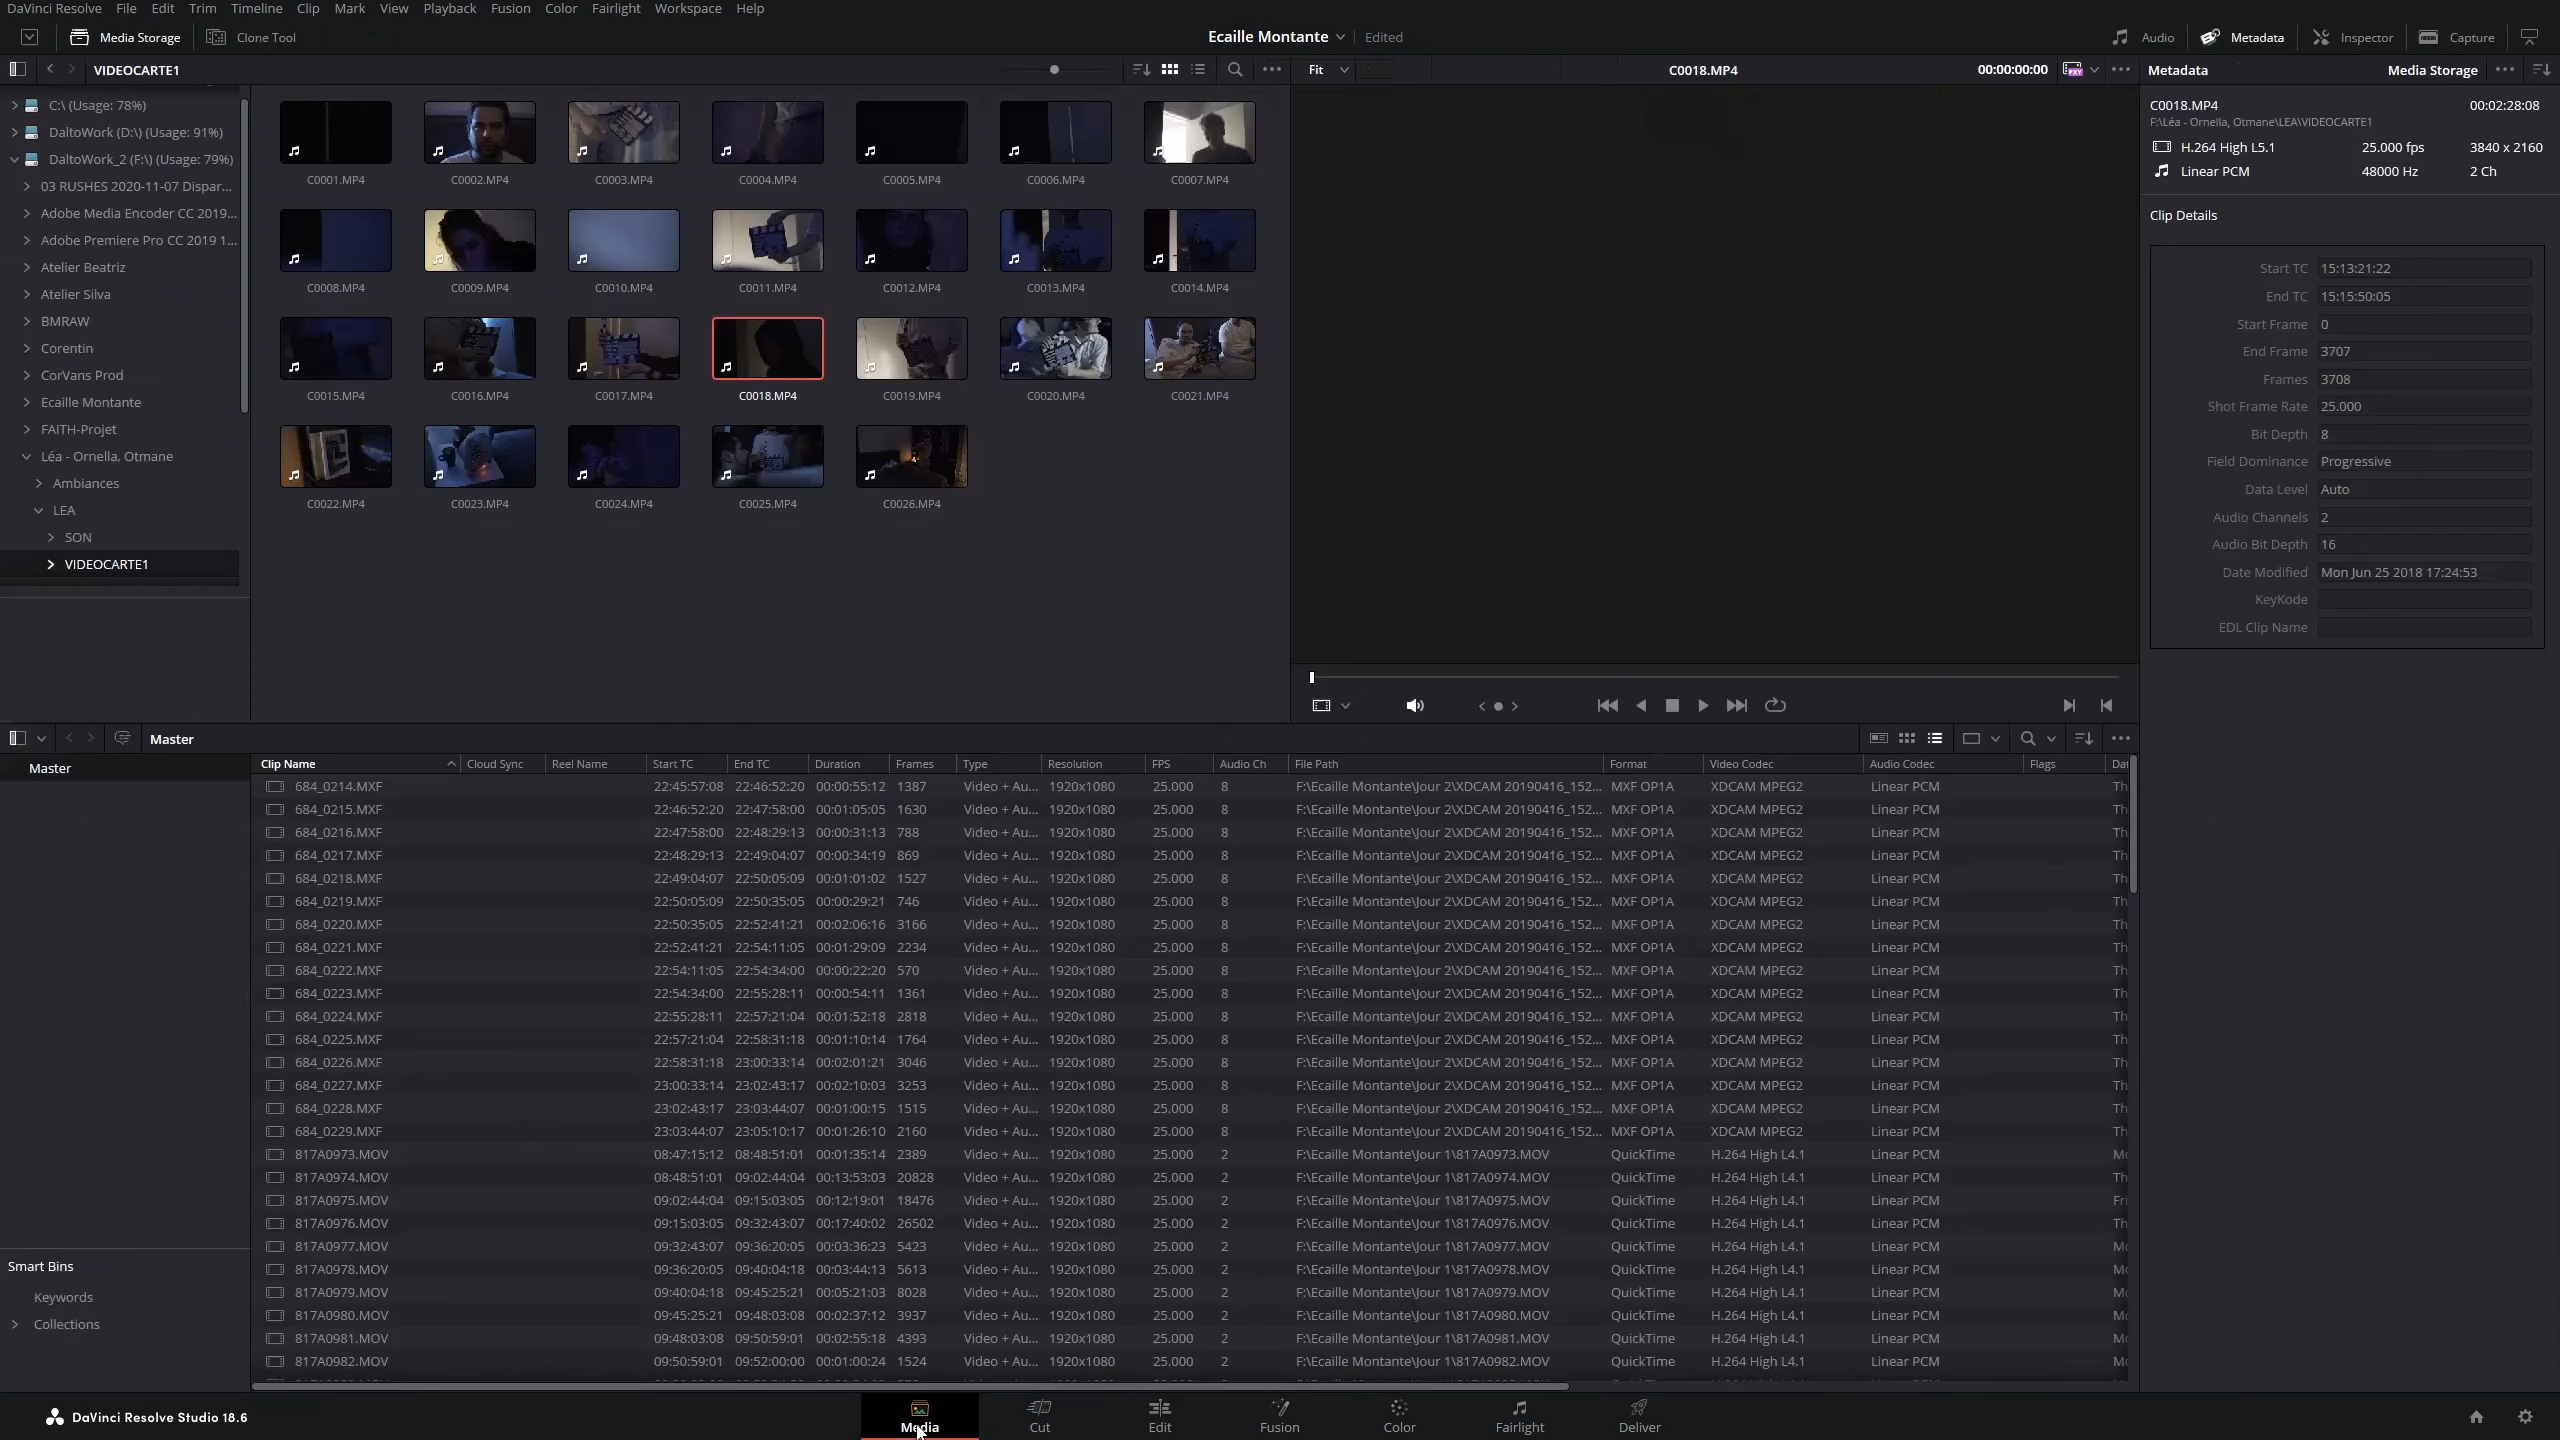 DaVinci Resolve File Edit Trim Timeline Clip Mark View Playback Fusion Color Fairlight Workspace Help
Media Storage Clone Tool Ecaille Montante Edited Audio Metadata Inspector Capture
VIDEOCARTE1 Fit C0018.MP4 00:00:00:00 Metadata Media Storage
C:\ (Usage: 78%)
DaltoWork (D:\) (Usage: 91%)
DaltoWork_2 (F:\) (Usage: 79%)
03 RUSHES 2020-11-07 Dispar...
Adobe Media Encoder CC 2019...
Adobe Premiere Pro CC 2019 1...
Atelier Beatriz
Atelier Silva
BMRAW
Corentin
CorVans Prod
Ecaille Montante
FAITH-Projet
Léa - Ornella, Otmane
Ambiances
LEA
SON
VIDEOCARTE1
C0001.MP4 C0002.MP4 C0003.MP4 C0004.MP4 C0005.MP4 C0006.MP4 C0007.MP4
C0008.MP4 C0009.MP4 C0010.MP4 C0011.MP4 C0012.MP4 C0013.MP4 C0014.MP4
C0015.MP4 C0016.MP4 C0017.MP4 C0018.MP4 C0019.MP4 C0020.MP4 C0021.MP4
C0022.MP4 C0023.MP4 C0024.MP4 C0025.MP4 C0026.MP4
C0018.MP4 00:02:28:08
F:\Léa - Ornella, Otmane\LEA\VIDEOCARTE1
H.264 High L5.1 25.000 fps 3840 x 2160
Linear PCM 48000 Hz 2 Ch
Clip Details
Start TC 15:13:21:22
End TC 15:15:50:05
Start Frame 0
End Frame 3707
Frames 3708
Shot Frame Rate 25.000
Bit Depth 8
Field Dominance Progressive
Data Level Auto
Audio Channels 2
Audio Bit Depth 16
Date Modified Mon Jun 25 2018 17:24:53
KeyKode
EDL Clip Name
Master
Master
Clip Name Cloud Sync Reel Name Start TC End TC Duration Frames Type Resolution FPS Audio Ch File Path Format Video Codec Audio Codec Flags Dat
684_0214.MXF 22:45:57:08 22:46:52:20 00:00:55:12 1387 Video + Au... 1920x1080 25.000 8 F:\Ecaille Montante\Jour 2\XDCAM 20190416_152... MXF OP1A XDCAM MPEG2 Linear PCM Th
684_0215.MXF 22:46:52:20 22:47:58:00 00:01:05:05 1630 Video + Au... 1920x1080 25.000 8 F:\Ecaille Montante\Jour 2\XDCAM 20190416_152... MXF OP1A XDCAM MPEG2 Linear PCM Th
684_0216.MXF 22:47:58:00 22:48:29:13 00:00:31:13 788 Video + Au... 1920x1080 25.000 8 F:\Ecaille Montante\Jour 2\XDCAM 20190416_152... MXF OP1A XDCAM MPEG2 Linear PCM Th
684_0217.MXF 22:48:29:13 22:49:04:07 00:00:34:19 869 Video + Au... 1920x1080 25.000 8 F:\Ecaille Montante\Jour 2\XDCAM 20190416_152... MXF OP1A XDCAM MPEG2 Linear PCM Th
684_0218.MXF 22:49:04:07 22:50:05:09 00:01:01:02 1527 Video + Au... 1920x1080 25.000 8 F:\Ecaille Montante\Jour 2\XDCAM 20190416_152... MXF OP1A XDCAM MPEG2 Linear PCM Th
684_0219.MXF 22:50:05:09 22:50:35:05 00:00:29:21 746 Video + Au... 1920x1080 25.000 8 F:\Ecaille Montante\Jour 2\XDCAM 20190416_152... MXF OP1A XDCAM MPEG2 Linear PCM Th
684_0220.MXF 22:50:35:05 22:52:41:21 00:02:06:16 3166 Video + Au... 1920x1080 25.000 8 F:\Ecaille Montante\Jour 2\XDCAM 20190416_152... MXF OP1A XDCAM MPEG2 Linear PCM Th
684_0221.MXF 22:52:41:21 22:54:11:05 00:01:29:09 2234 Video + Au... 1920x1080 25.000 8 F:\Ecaille Montante\Jour 2\XDCAM 20190416_152... MXF OP1A XDCAM MPEG2 Linear PCM Th
684_0222.MXF 22:54:11:05 22:54:34:00 00:00:22:20 570 Video + Au... 1920x1080 25.000 8 F:\Ecaille Montante\Jour 2\XDCAM 20190416_152... MXF OP1A XDCAM MPEG2 Linear PCM Th
684_0223.MXF 22:54:34:00 22:55:28:11 00:00:54:11 1361 Video + Au... 1920x1080 25.000 8 F:\Ecaille Montante\Jour 2\XDCAM 20190416_152... MXF OP1A XDCAM MPEG2 Linear PCM Th
684_0224.MXF 22:55:28:11 22:57:21:04 00:01:52:18 2818 Video + Au... 1920x1080 25.000 8 F:\Ecaille Montante\Jour 2\XDCAM 20190416_152... MXF OP1A XDCAM MPEG2 Linear PCM Th
684_0225.MXF 22:57:21:04 22:58:31:18 00:01:10:14 1764 Video + Au... 1920x1080 25.000 8 F:\Ecaille Montante\Jour 2\XDCAM 20190416_152... MXF OP1A XDCAM MPEG2 Linear PCM Th
684_0226.MXF 22:58:31:18 23:00:33:14 00:02:01:21 3046 Video + Au... 1920x1080 25.000 8 F:\Ecaille Montante\Jour 2\XDCAM 20190416_152... MXF OP1A XDCAM MPEG2 Linear PCM Th
684_0227.MXF 23:00:33:14 23:02:43:17 00:02:10:03 3253 Video + Au... 1920x1080 25.000 8 F:\Ecaille Montante\Jour 2\XDCAM 20190416_152... MXF OP1A XDCAM MPEG2 Linear PCM Th
684_0228.MXF 23:02:43:17 23:03:44:07 00:01:00:15 1515 Video + Au... 1920x1080 25.000 8 F:\Ecaille Montante\Jour 2\XDCAM 20190416_152... MXF OP1A XDCAM MPEG2 Linear PCM Th
684_0229.MXF 23:03:44:07 23:05:10:17 00:01:26:10 2160 Video + Au... 1920x1080 25.000 8 F:\Ecaille Montante\Jour 2\XDCAM 20190416_152... MXF OP1A XDCAM MPEG2 Linear PCM Th
817A0973.MOV 08:47:15:12 08:48:51:01 00:01:35:14 2389 Video + Au... 1920x1080 25.000 2 F:\Ecaille Montante\Jour 1\817A0973.MOV QuickTime H.264 High L4.1 Linear PCM Mo
817A0974.MOV 08:48:51:01 09:02:44:04 00:13:53:03 20828 Video + Au... 1920x1080 25.000 2 F:\Ecaille Montante\Jour 1\817A0974.MOV QuickTime H.264 High L4.1 Linear PCM Th
817A0975.MOV 09:02:44:04 09:15:03:05 00:12:19:01 18476 Video + Au... 1920x1080 25.000 2 F:\Ecaille Montante\Jour 1\817A0975.MOV QuickTime H.264 High L4.1 Linear PCM Fri
817A0976.MOV 09:15:03:05 09:32:43:07 00:17:40:02 26502 Video + Au... 1920x1080 25.000 2 F:\Ecaille Montante\Jour 1\817A0976.MOV QuickTime H.264 High L4.1 Linear PCM Th
817A0977.MOV 09:32:43:07 09:36:20:05 00:03:36:23 5423 Video + Au... 1920x1080 25.000 2 F:\Ecaille Montante\Jour 1\817A0977.MOV QuickTime H.264 High L4.1 Linear PCM Mo
817A0978.MOV 09:36:20:05 09:40:04:18 00:03:44:13 5613 Video + Au... 1920x1080 25.000 2 F:\Ecaille Montante\Jour 1\817A0978.MOV QuickTime H.264 High L4.1 Linear PCM Th
817A0979.MOV 09:40:04:18 09:45:25:21 00:05:21:03 8028 Video + Au... 1920x1080 25.000 2 F:\Ecaille Montante\Jour 1\817A0979.MOV QuickTime H.264 High L4.1 Linear PCM Mo
817A0980.MOV 09:45:25:21 09:48:03:08 00:02:37:12 3937 Video + Au... 1920x1080 25.000 2 F:\Ecaille Montante\Jour 1\817A0980.MOV QuickTime H.264 High L4.1 Linear PCM Th
817A0981.MOV 09:48:03:08 09:50:59:01 00:02:55:18 4393 Video + Au... 1920x1080 25.000 2 F:\Ecaille Montante\Jour 1\817A0981.MOV QuickTime H.264 High L4.1 Linear PCM Mo
817A0982.MOV 09:50:59:01 09:52:00:00 00:01:00:24 1524 Video + Au... 1920x1080 25.000 2 F:\Ecaille Montante\Jour 1\817A0982.MOV QuickTime H.264 High L4.1 Linear PCM Mo
Smart Bins
Keywords
Collections
DaVinci Resolve Studio 18.6 Media Cut Edit Fusion Color Fairlight Deliver